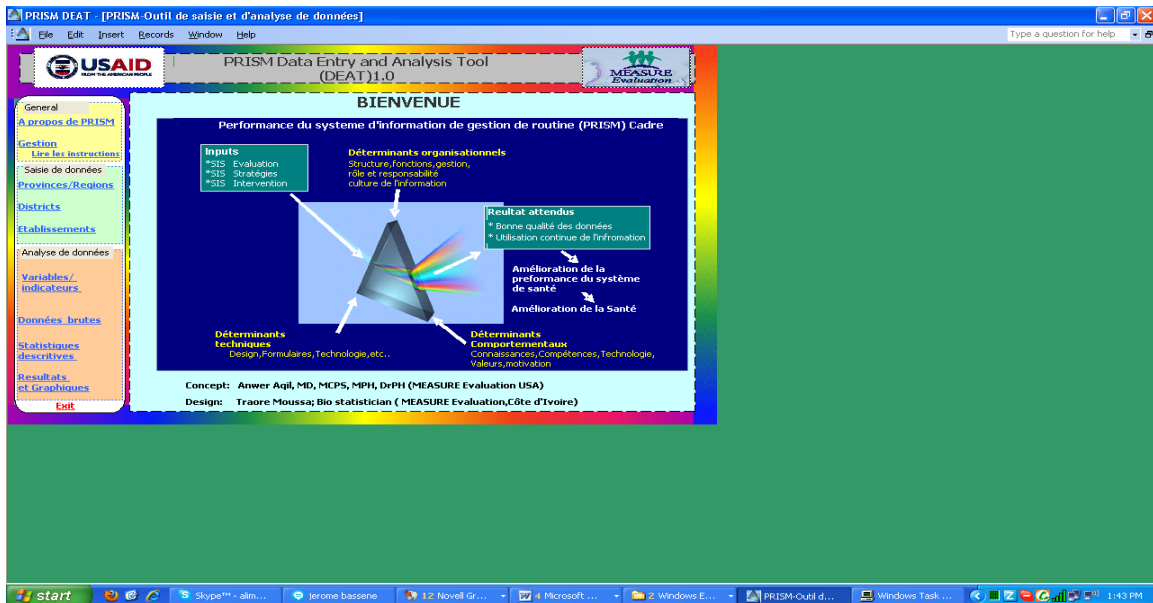 PRISM DEAT - [PRISM-Outil de saisie et d'analyse de données]
File Edit Insert Records Window Help
Type a question for help
USAID
FROM THE AMERICAN PEOPLE
PRISM Data Entry and Analysis Tool
(DEAT)1.0
MEASURE
Evaluation
General
A propos de PRISM
Gestion
Lire les instructions
Saisie de données
Provinces/Regions
Districts
Etablissements
Analyse de données
Variables/
indicateurs
Données brutes
Statistiques
descritives
Resultats
et Graphiques
Exit
BIENVENUE
Performance du systeme d'information de gestion de routine (PRISM) Cadre
Inputs
*SIS Evaluation
*SIS Stratégies
*SIS Intervention
Déterminants organisationnels
Structure,fonctions,gestion,
rôle et responsabilité
culture de l'information
Reultat attendus
* Bonne qualité des données
* Utilisation continue de l'infromation
Amélioration de la
preformance du système
de santé
Amélioration de la Santé
Déterminants
techniques
Design,Formulaires,Technologie,etc..
Déterminants
Comportementaux
Connaissances,Compétences,Technologie,
Valeurs,motivation
Concept: Anwer Aqil, MD, MCPS, MPH, DrPH (MEASURE Evaluation USA)
Design: Traore Moussa; Bio statistician ( MEASURE Evaluation,Côte d'Ivoire)
start
Skype™ - alim...
jerome bassene
12 Novell Gr...
4 Microsoft ...
2 Windows E...
PRISM-Outil d...
Windows Task ...
1:43 PM